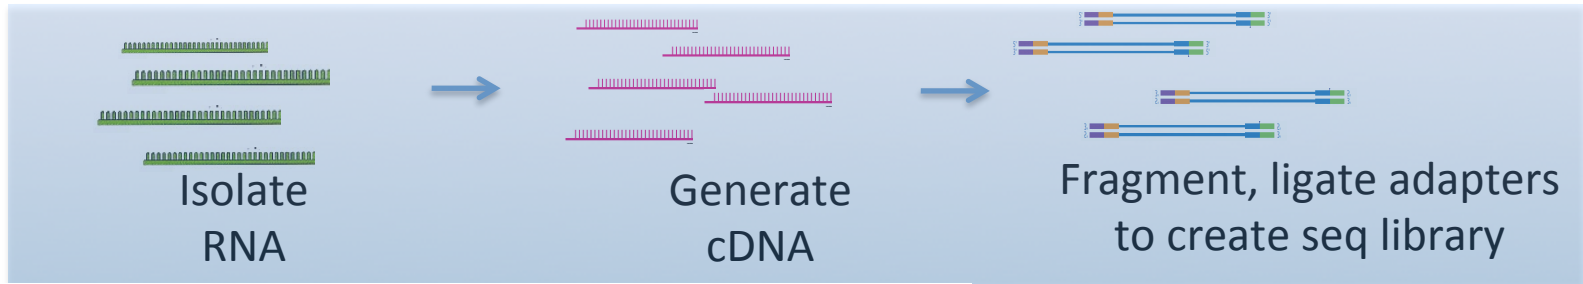 Isolate
RNA
Generate
cDNA
Fragment, ligate adapters
to create seq library